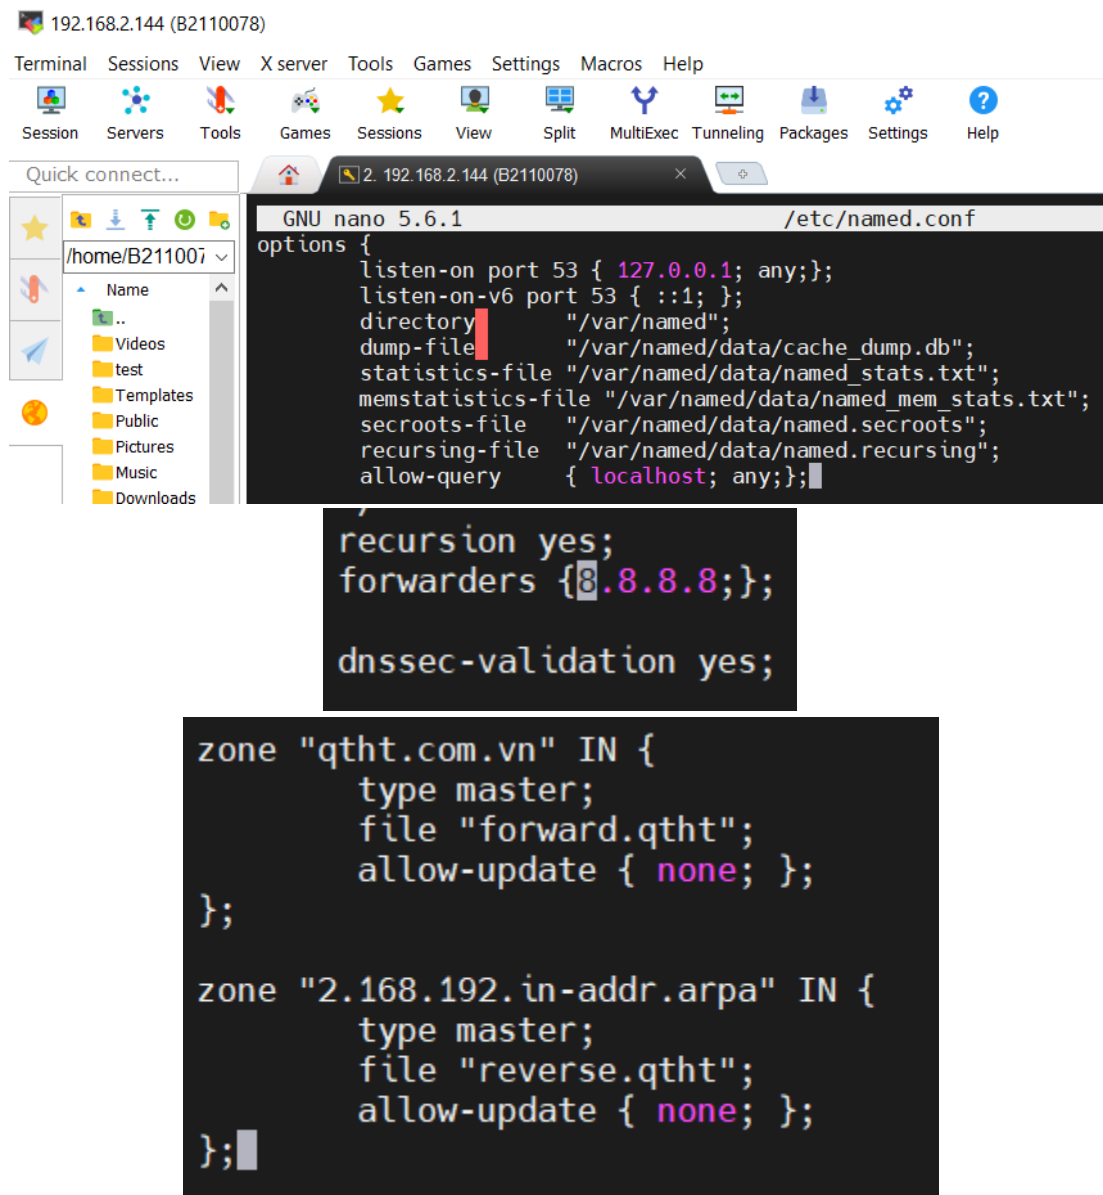 192.168.2.144 (B2110078)
Terminal Sessions View X server Tools Games Settings Macros Help
Session Servers Tools Games Sessions View Split MultiExec Tunneling Packages Settings Help
Quick connect...
2. 192.168.2.144 (B2110078)
/home/B211007
Name
..
Videos
test
Templates
Public
Pictures
Music
Downloads
GNU nano 5.6.1 /etc/named.conf
options {
listen-on port 53 { 127.0.0.1; any;};
listen-on-v6 port 53 { ::1; };
directory "/var/named";
dump-file "/var/named/data/cache_dump.db";
statistics-file "/var/named/data/named_stats.txt";
memstatistics-file "/var/named/data/named_mem_stats.txt";
secroots-file "/var/named/data/named.secroots";
recursing-file "/var/named/data/named.recursing";
allow-query { localhost; any;};
recursion yes;
forwarders {8.8.8.8;};
dnssec-validation yes;
zone "qtht.com.vn" IN {
type master;
file "forward.qtht";
allow-update { none; };
};
zone "2.168.192.in-addr.arpa" IN {
type master;
file "reverse.qtht";
allow-update { none; };
};